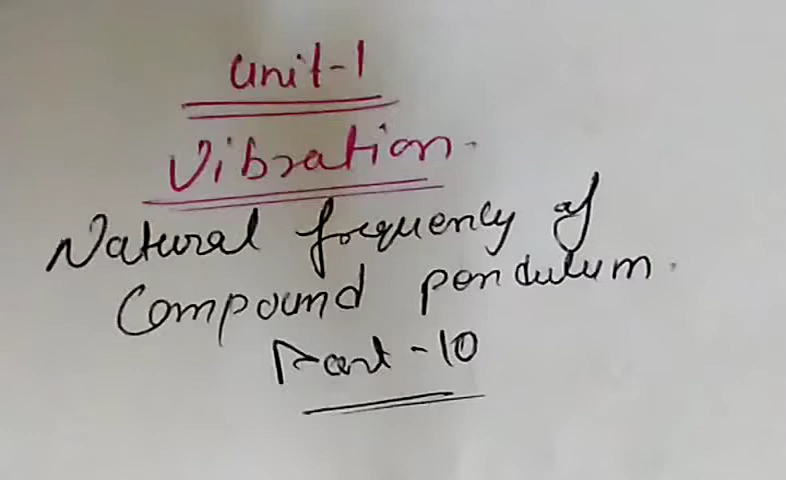 Unit-1
Vibration.
Natural frequency of
Compound pendulum.
Part-10